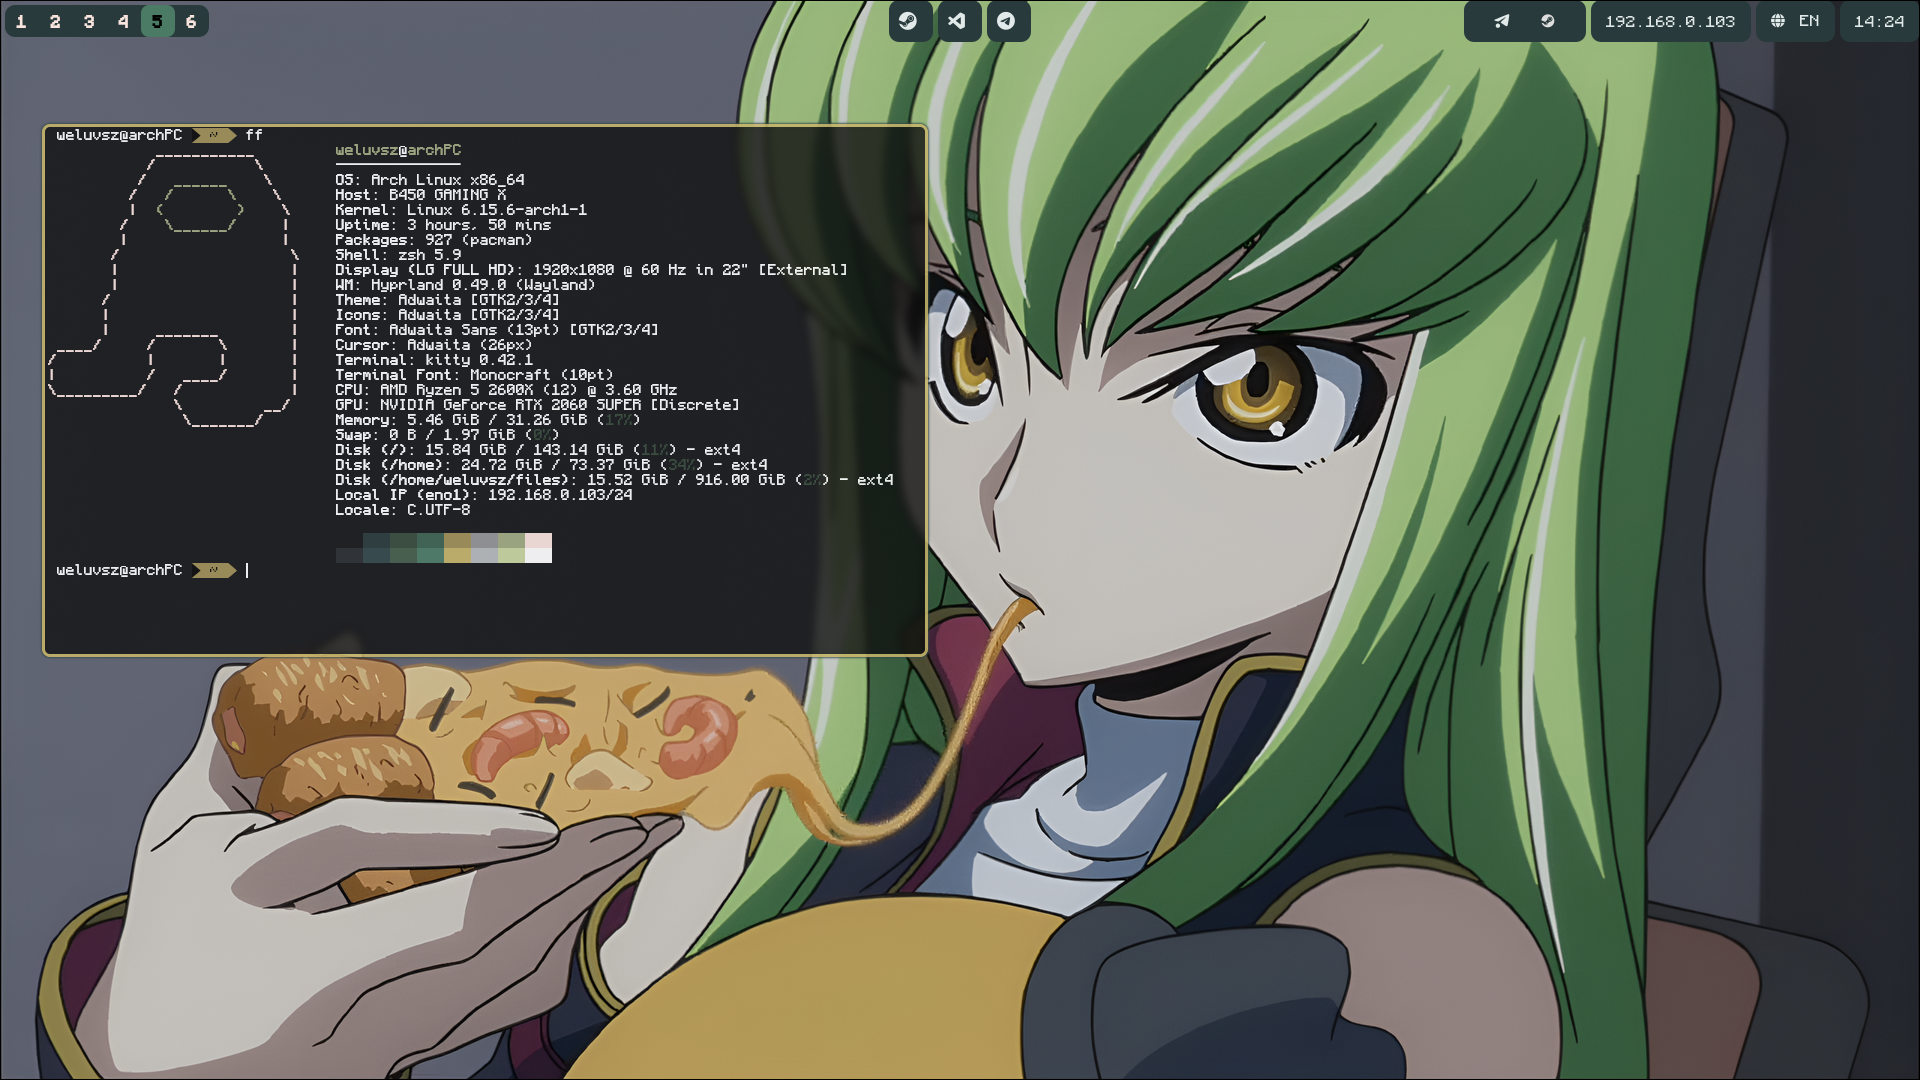 1 2 3 4 5 6
192.168.0.103
EN
14:24
weluvsz@archPC ~ ff
weluvsz@archPC
OS: Arch Linux x86_64
Host: B450 GAMING X
Kernel: Linux 6.15.6-arch1-1
Uptime: 3 hours, 50 mins
Packages: 927 (pacman)
Shell: zsh 5.9
Display (LG FULL HD): 1920x1080 @ 60 Hz in 22" [External]
WM: Hyprland 0.49.0 (Wayland)
Theme: Adwaita [GTK2/3/4]
Icons: Adwaita [GTK2/3/4]
Font: Adwaita Sans (13pt) [GTK2/3/4]
Cursor: Adwaita (26px)
Terminal: kitty 0.42.1
Terminal Font: Monocraft (10pt)
CPU: AMD Ryzen 5 2600X (12) @ 3.60 GHz
GPU: NVIDIA GeForce RTX 2060 SUPER [Discrete]
Memory: 5.46 GiB / 31.26 GiB (17%)
Swap: 0 B / 1.97 GiB (0%)
Disk (/): 15.84 GiB / 143.14 GiB (11%) - ext4
Disk (/home): 24.72 GiB / 73.37 GiB (34%) - ext4
Disk (/home/weluvsz/files): 15.52 GiB / 916.00 GiB (2%) - ext4
Local IP (eno1): 192.168.0.103/24
Locale: C.UTF-8
weluvsz@archPC ~